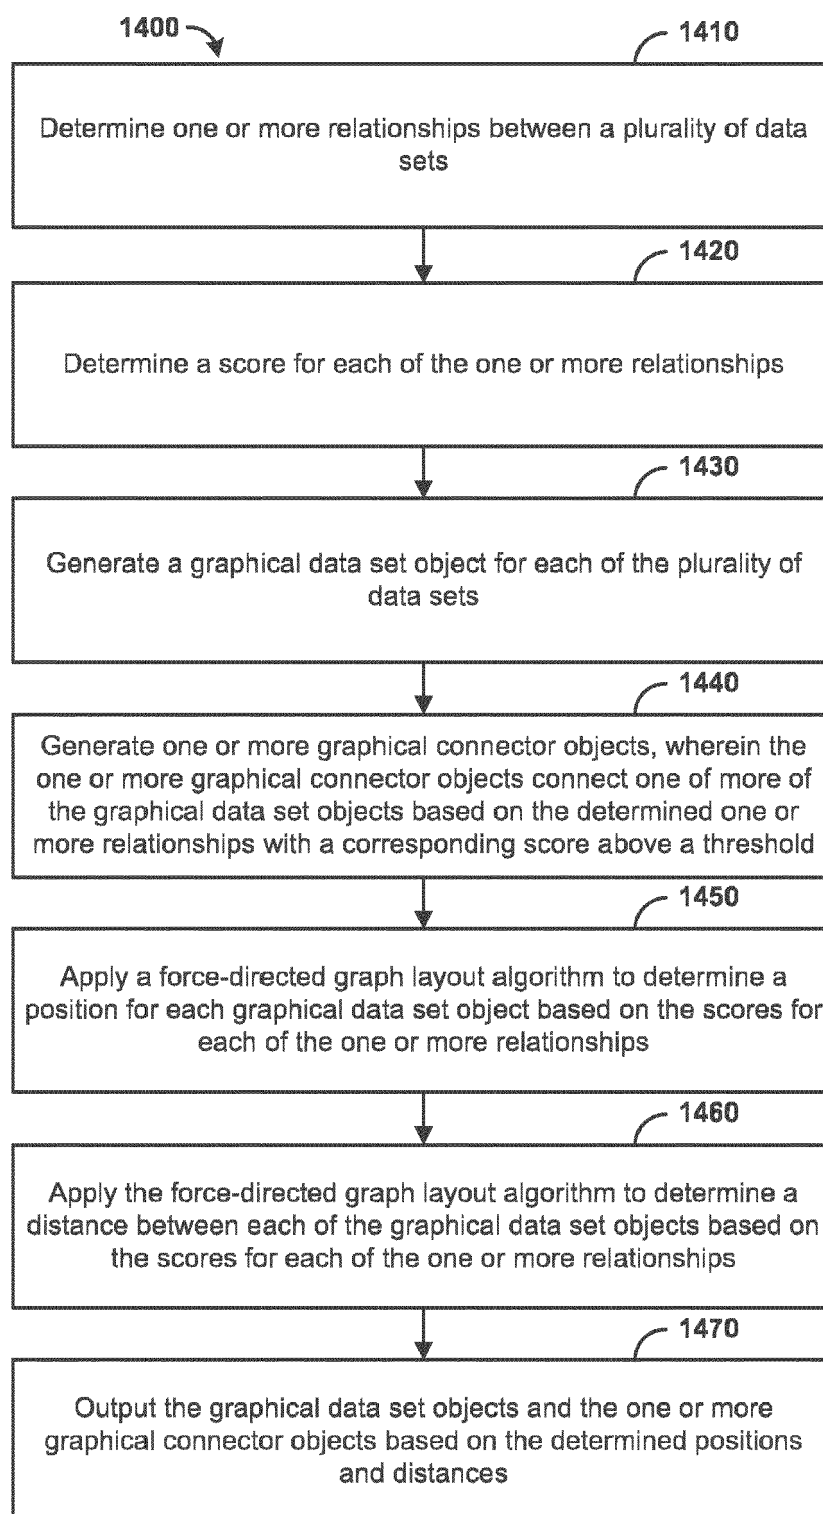 1400
1410
Determine one or more relationships between a plurality of data
sets
1420
Determine a score for each of the one or more relationships
1430
Generate a graphical data set object for each of the plurality of
data sets
1440
Generate one or more graphical connector objects, wherein the
one or more graphical connector objects connect one of more of
the graphical data set objects based on the determined one or
more relationships with a corresponding score above a threshold
1450
Apply a force-directed graph layout algorithm to determine a
position for each graphical data set object based on the scores for
each of the one or more relationships
1460
Apply the force-directed graph layout algorithm to determine a
distance between each of the graphical data set objects based on
the scores for each of the one or more relationships
1470
Output the graphical data set objects and the one or more
graphical connector objects based on the determined positions
and distances